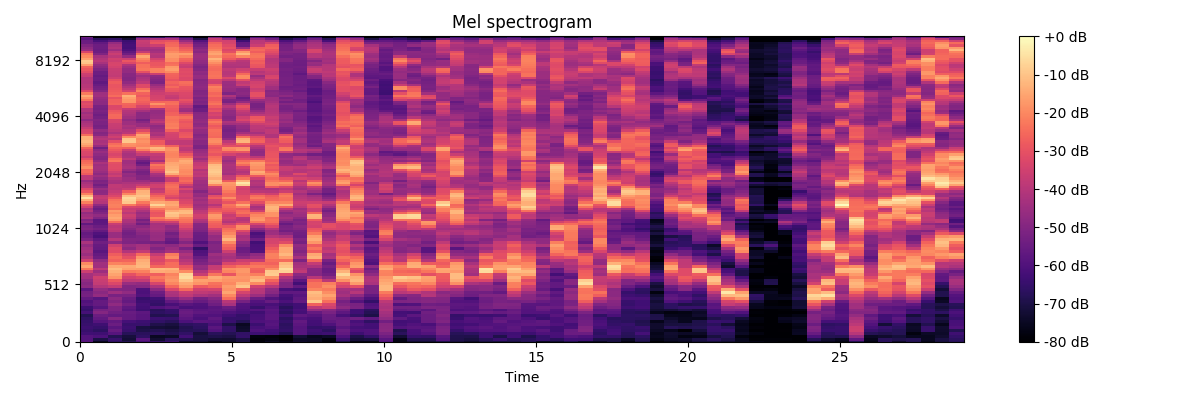 Mel spectrogram
8192
4096
2048
1024
512
0
Hz
0 5 10 15 20 25
Time
+0 dB
-10 dB
-20 dB
-30 dB
-40 dB
-50 dB
-60 dB
-70 dB
-80 dB